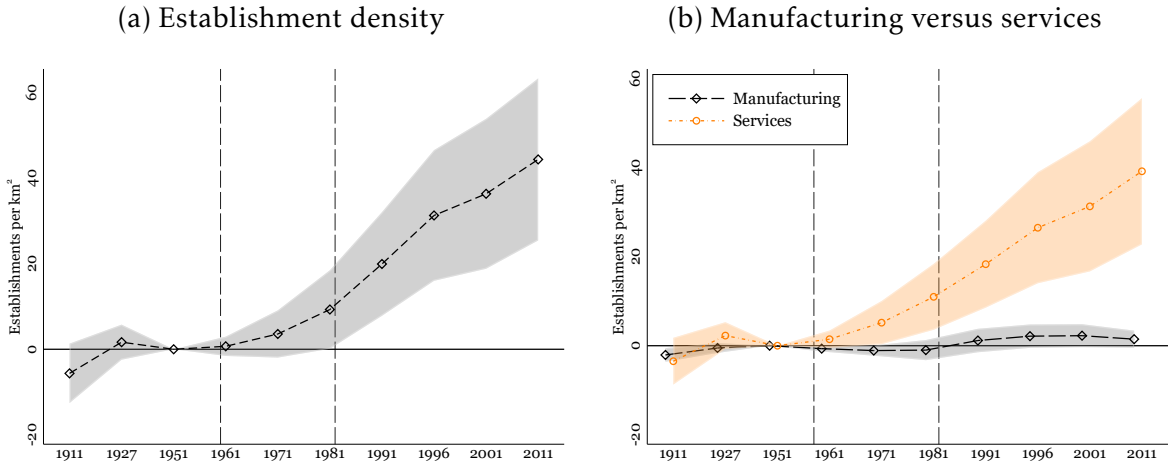 (a) Establishment density
Establishments per km²
60
40
20
0
-20
1911 1927 1951 1961 1971 1981 1991 1996 2001 2011
(b) Manufacturing versus services
Manufacturing
Services
Establishments per km²
60
40
20
0
-20
1911 1927 1951 1961 1971 1981 1991 1996 2001 2011